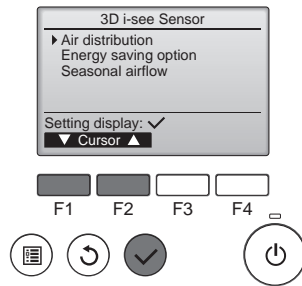 3D i-see Sensor
Air distribution
Energy saving option
Seasonal airflow
Setting display:
Cursor
F1 F2 F3 F4